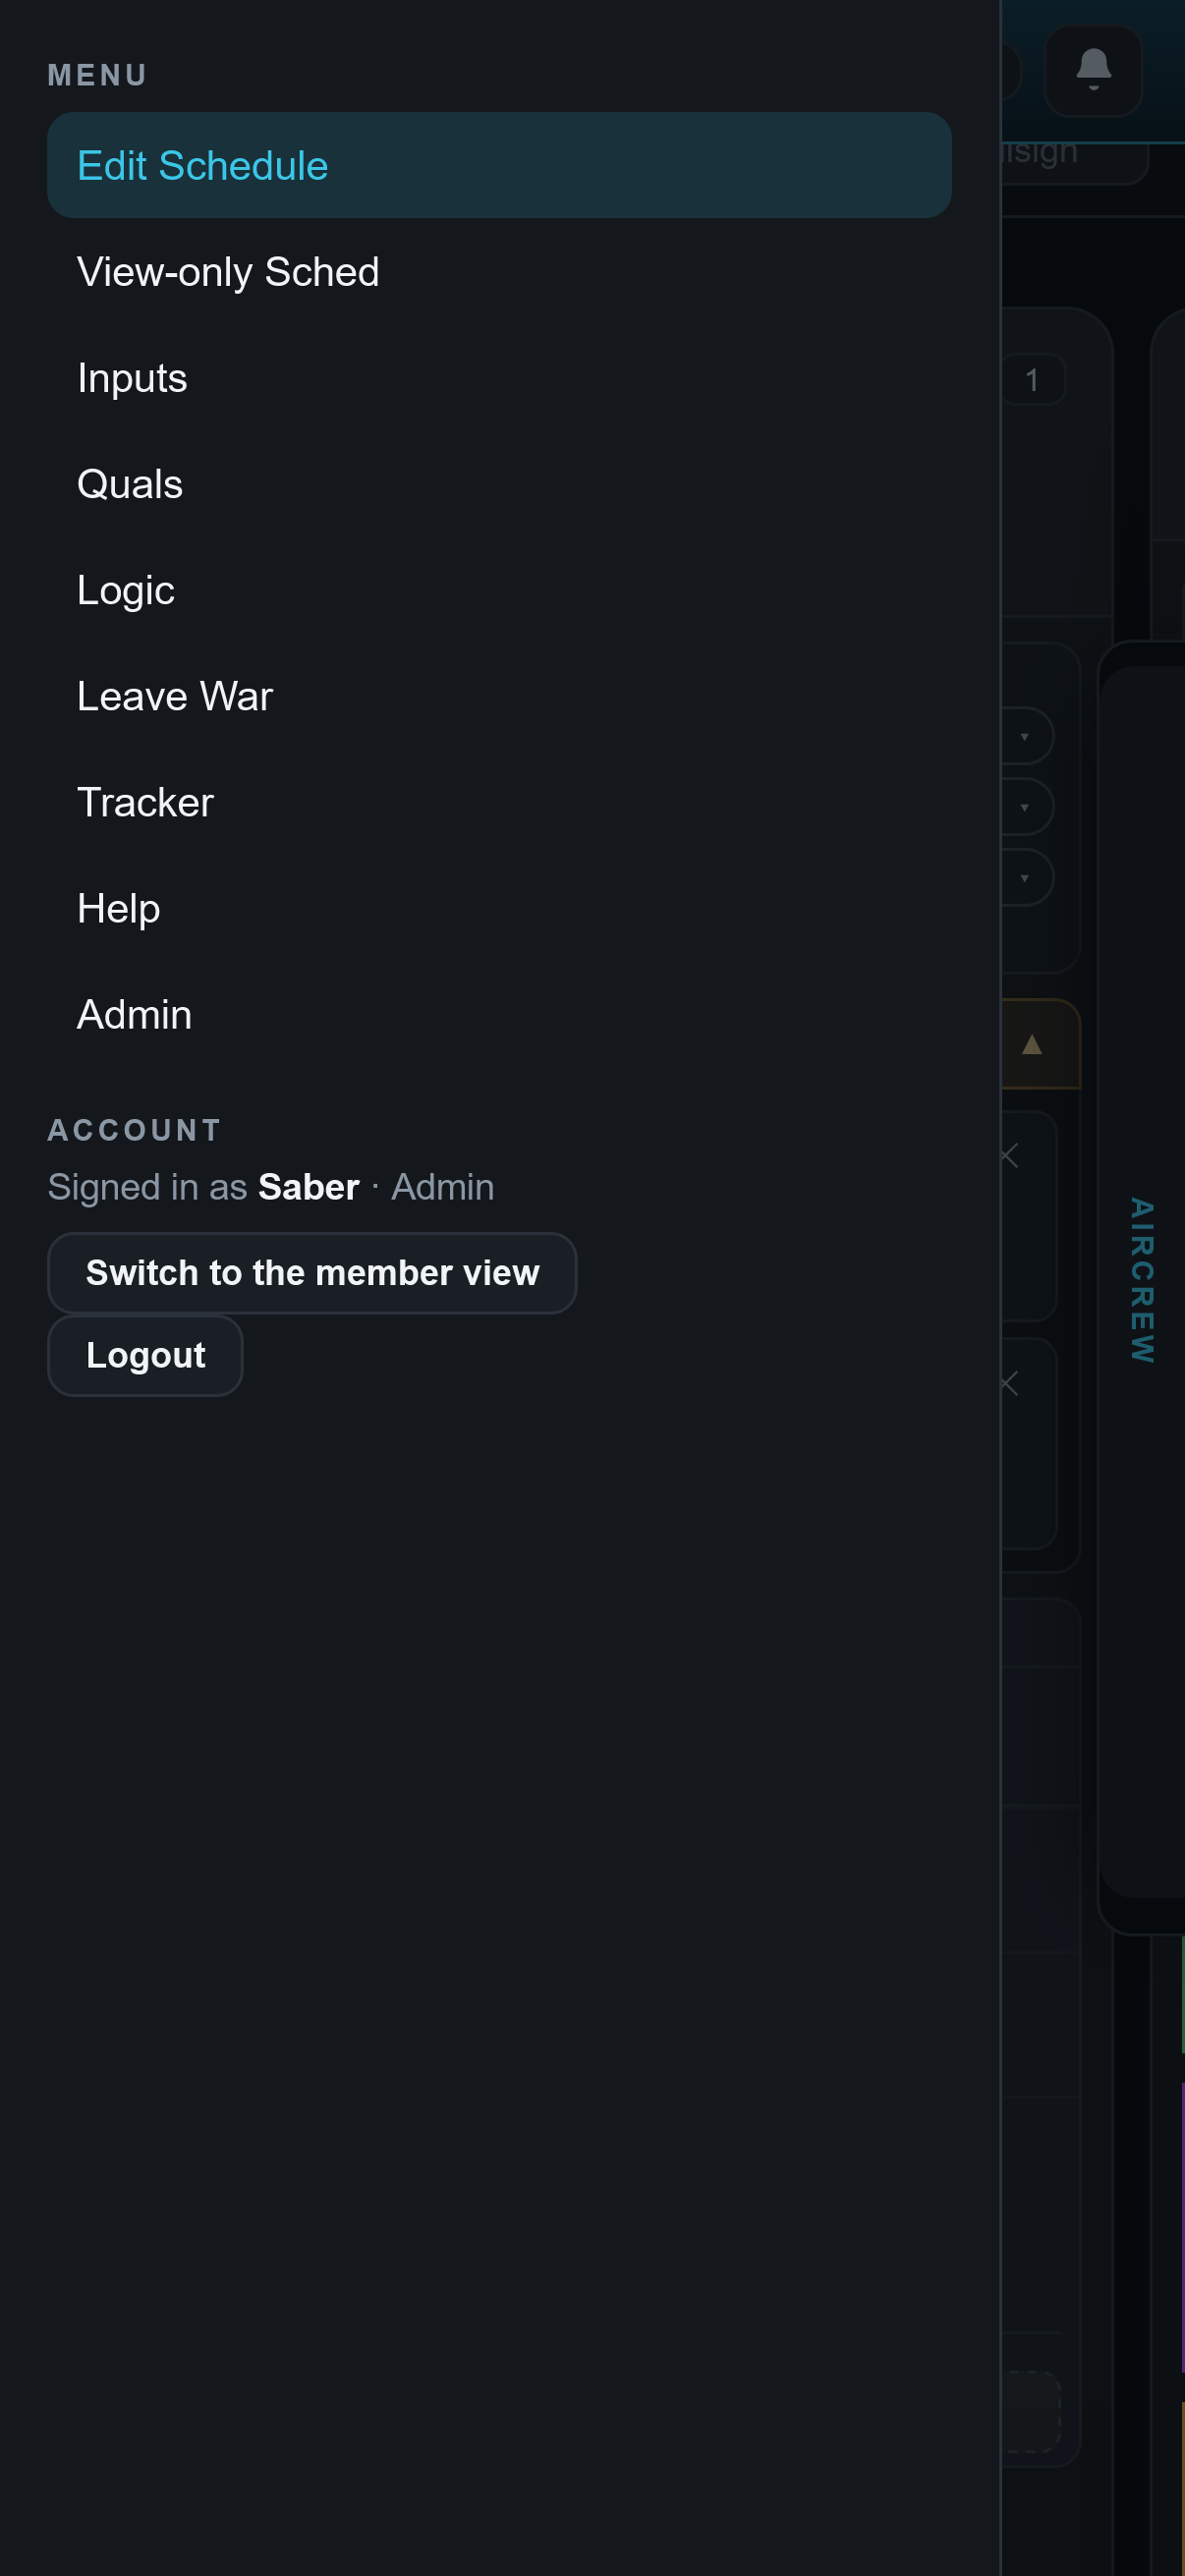 MENU
Edit Schedule
View-only Sched
Inputs
Quals
Logic
Leave War
Tracker
Help
Admin
ACCOUNT
Signed in as Saber · Admin
Switch to the member view
Logout
1
AIRCREW